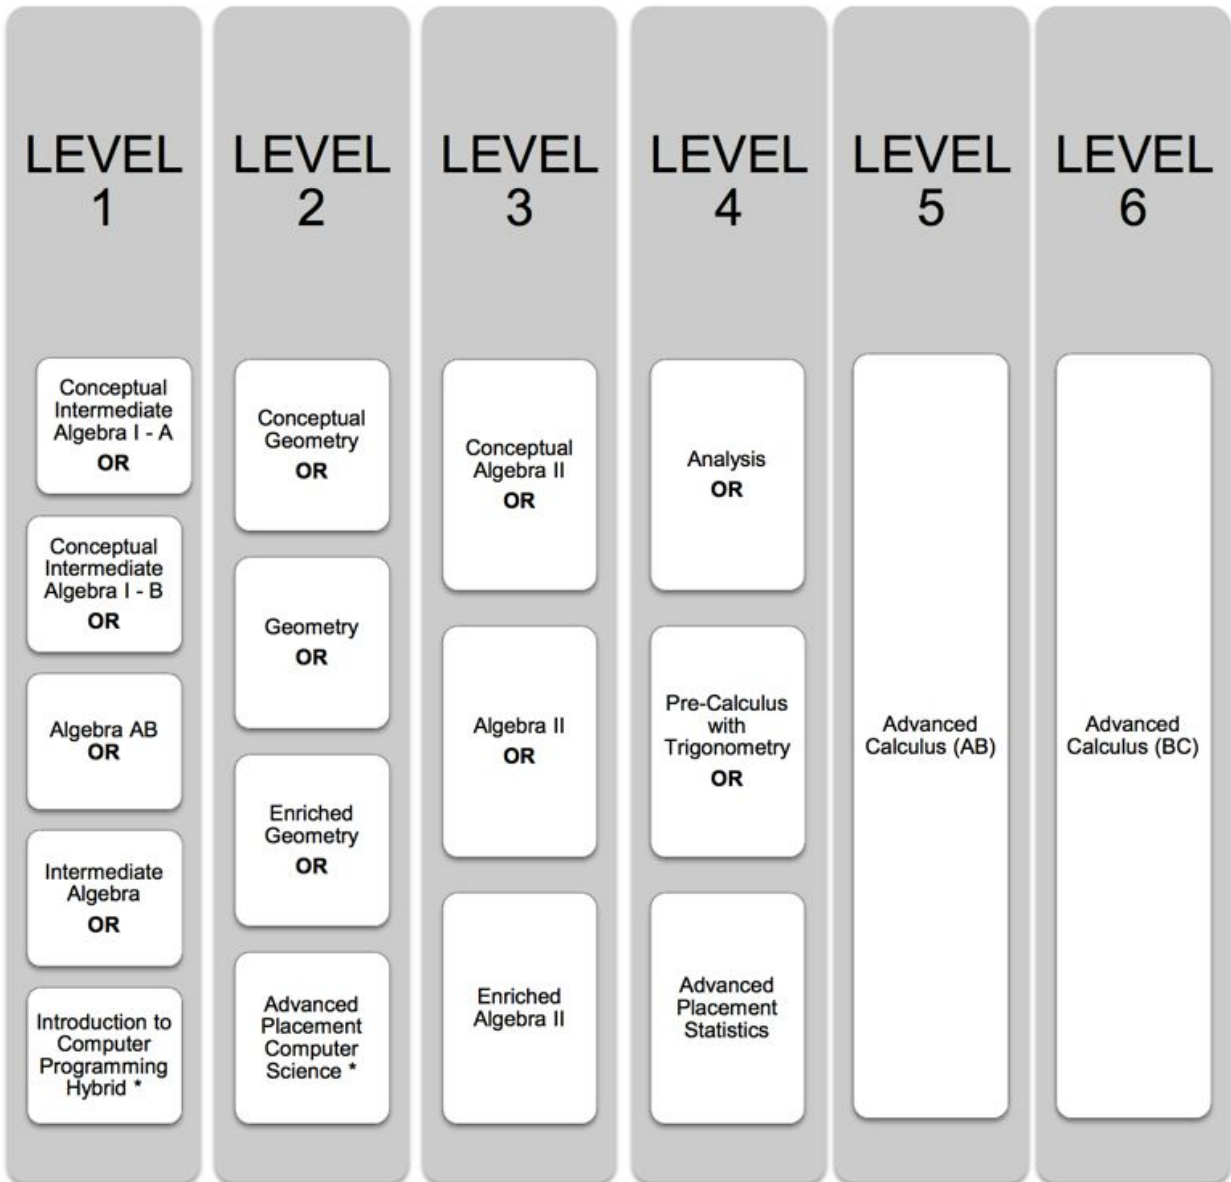 LEVEL
1
Conceptual
Intermediate
Algebra I - A
OR
Conceptual
Intermediate
Algebra I - B
OR
Algebra AB
OR
Intermediate
Algebra
OR
Introduction to
Computer
Programming
Hybrid *
LEVEL
2
Conceptual
Geometry
OR
Geometry
OR
Enriched
Geometry
OR
Advanced
Placement
Computer
Science *
LEVEL
3
Conceptual
Algebra II
OR
Algebra II
OR
Enriched
Algebra II
LEVEL
4
Analysis
OR
Pre-Calculus
with
Trigonometry
OR
Advanced
Placement
Statistics
LEVEL
5
Advanced
Calculus (AB)
LEVEL
6
Advanced
Calculus (BC)